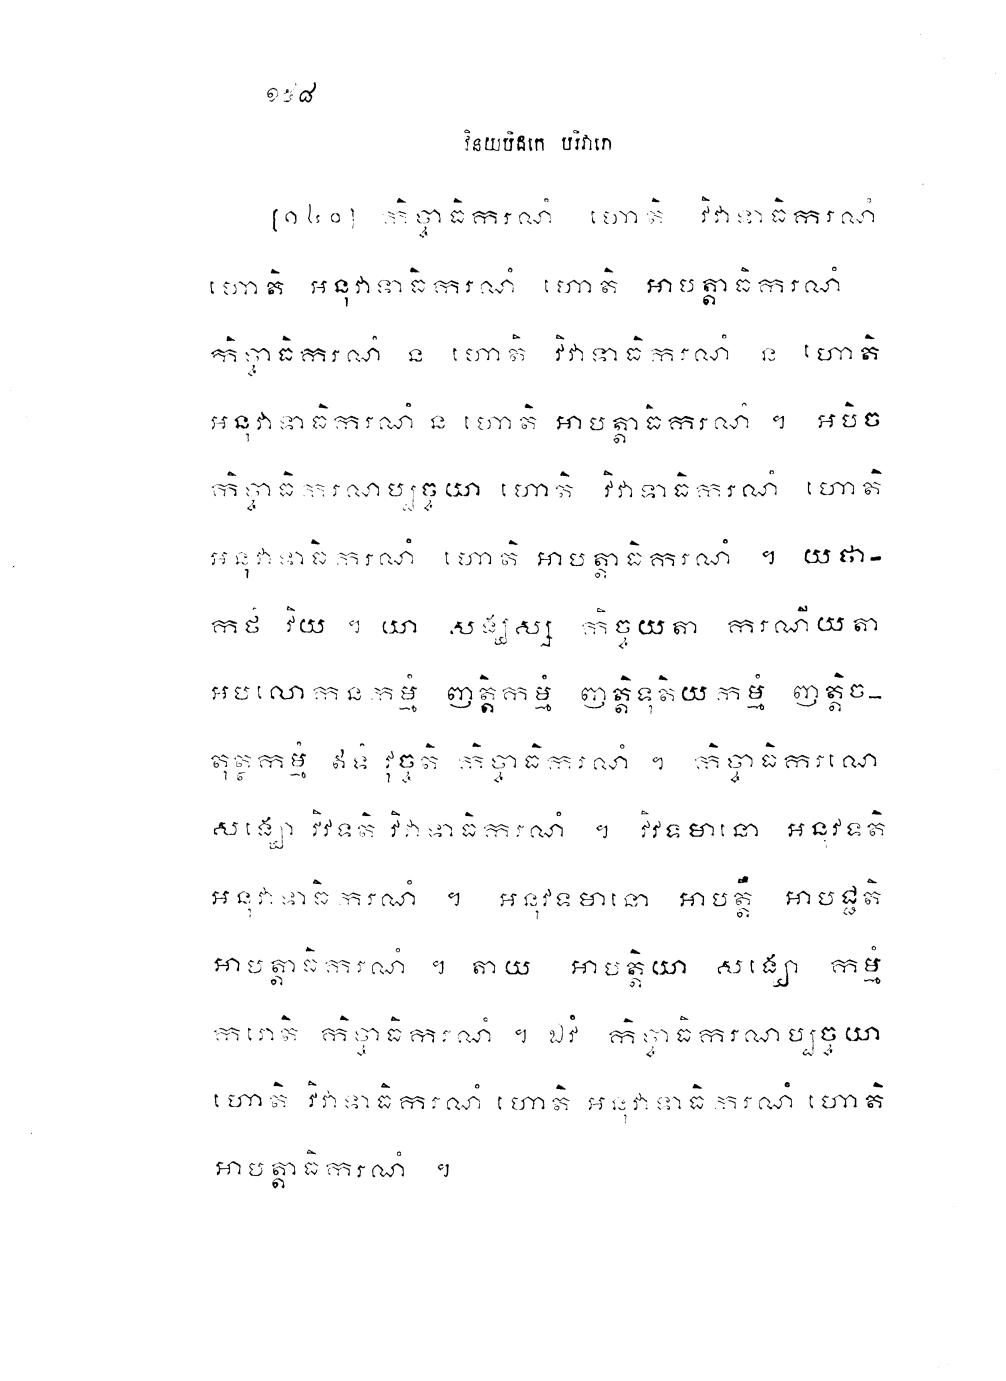 ១៥៨
វិនយបិដកេ បរិវារោ
[១៤០] កិច្ចាធិករណំ ហោតិ វិវាទាធិករណំ
ហោតិ អនុវាទាធិករណំ ហោតិ អាបត្តាធិករណំ
កិច្ចាធិករណំ ន ហោតិ វិវាទាធិករណំ ន ហោតិ
អនុវាទាធិករណំ ន ហោតិ អាបត្តាធិករណំ ។ អបិច
កិច្ចាធិករណប្បច្ចយា ហោតិ វិវាទាធិករណំ ហោតិ
អនុវាទាធិករណំ ហោតិ អាបត្តាធិករណំ ។ យថា-
កថំ វិយ ។ យា សង្ឃស្ស កិច្ចយតា ករណីយតា
អបលោកនកម្មំ ញត្តិកម្មំ ញត្តិទុតិយកម្មំ ញត្តិច-
តុត្ថកម្មំ ឥទំ វុច្ចតិ កិច្ចាធិករណំ ។ កិច្ចាធិករណេ
សង្ឃោ វិវទតិ វិវាទាធិករណំ ។ វិវទមានោ អនុវទតិ
អនុវាទាធិករណំ ។ អនុវទមានោ អាបត្តឹ អាបជ្ជតិ
អាបត្តាធិករណំ ។ តាយ អាបត្តិយា សង្ឃោ កម្មំ
ករោតិ កិច្ចាធិករណំ ។ ឯវំ កិច្ចាធិករណប្បច្ចយា
ហោតិ វិវាទាធិករណំ ហោតិ អនុវាទាធិករណំ ហោតិ
អាបត្តាធិករណំ ។